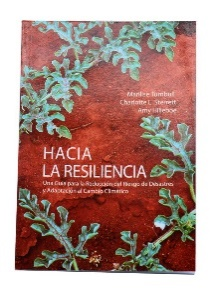 Marilise Turnbull
Charlotte L. Sterrett
Amy Hilleboe
HACIA
LA RESILIENCIA
Una Guía para la Reducción del Riesgo de Desastres
y Adaptación al Cambio Climático